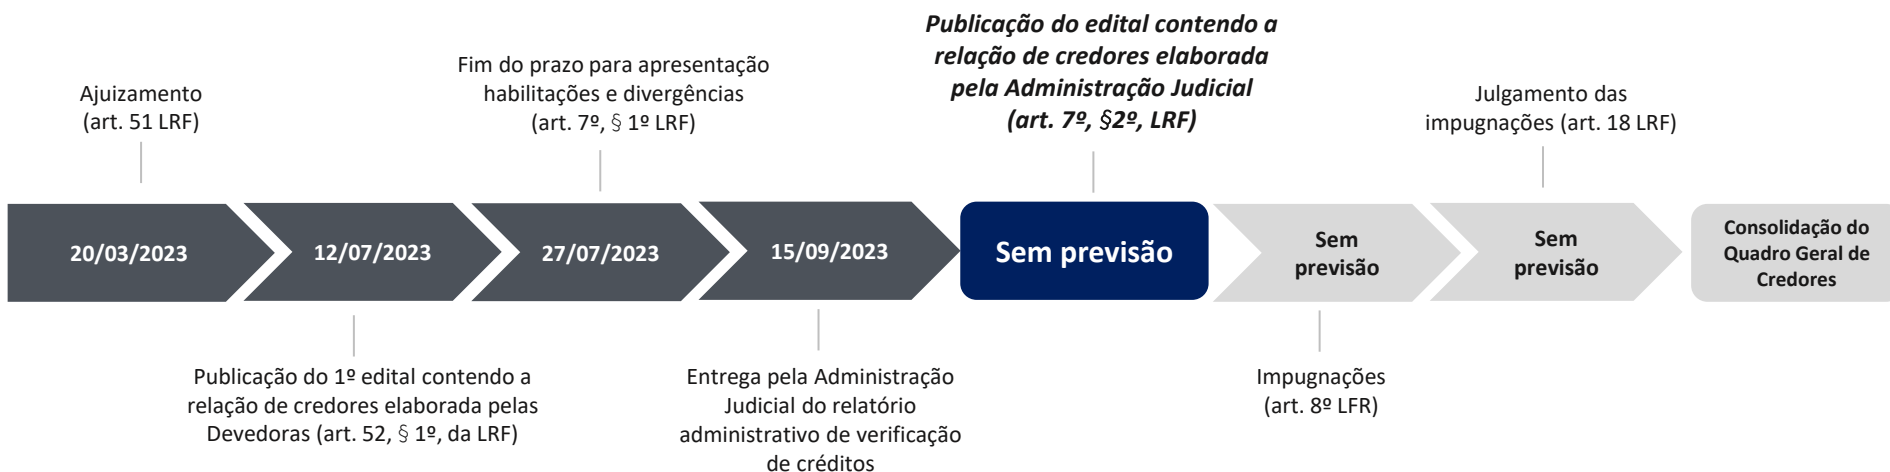 Ajuizamento
(art. 51 LRF)
Fim do prazo para apresentação
habilitações e divergências
(art. 7º, § 1º LRF)
Publicação do edital contendo a
relação de credores elaborada
pela Administração Judicial
(art. 7º, §2º, LRF)
Julgamento das
impugnações (art. 18 LRF)
20/03/2023
12/07/2023
27/07/2023
15/09/2023
Sem previsão
Sem
previsão
Sem
previsão
Consolidação do
Quadro Geral de
Credores
Publicação do 1º edital contendo a
relação de credores elaborada pelas
Devedoras (art. 52, § 1º, da LRF)
Entrega pela Administração
Judicial do relatório
administrativo de verificação
de créditos
Impugnações
(art. 8º LFR)